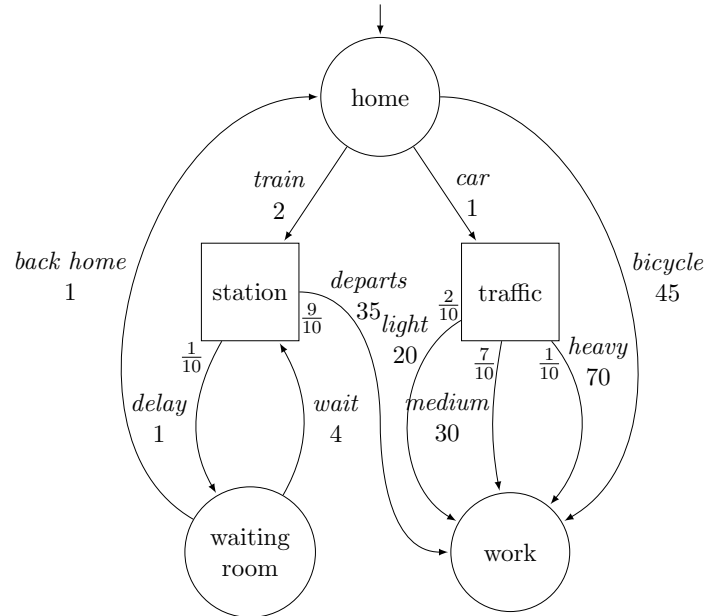 home
train
2
car
1
back home
1
bicycle
45
station
departs
35
9/10
traffic
2/10
light
20
1/10
7/10
1/10
heavy
70
delay
1
wait
4
medium
30
waiting
room
work